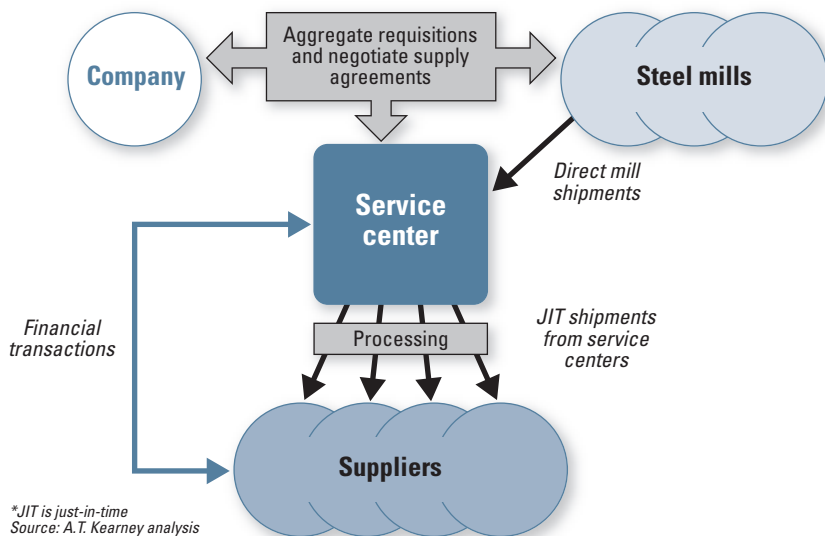 Company
Aggregate requisitions
and negotiate supply
agreements
Steel mills
Direct mill
shipments
Service
center
Financial
transactions
Processing
JIT shipments
from service
centers
Suppliers
*JIT is just-in-time
Source: A.T. Kearney analysis